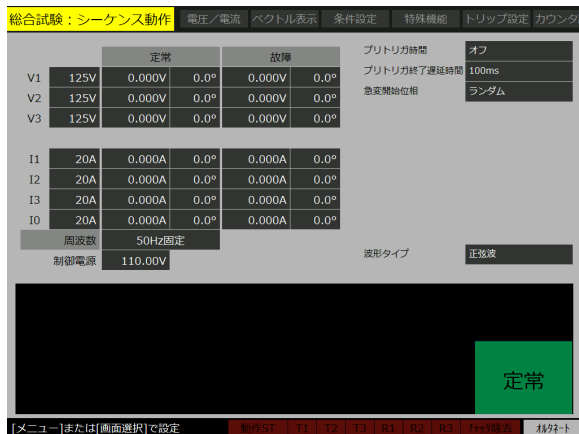 総合試験：シーケンス動作 電圧／電流 ベクトル表示 条件設定 特殊機能 トリップ設定 カウンタ
定常 故障
V1 125V 0.000V 0.0° 0.000V 0.0°
V2 125V 0.000V 0.0° 0.000V 0.0°
V3 125V 0.000V 0.0° 0.000V 0.0°
I1 20A 0.000A 0.0° 0.000A 0.0°
I2 20A 0.000A 0.0° 0.000A 0.0°
I3 20A 0.000A 0.0° 0.000A 0.0°
I0 20A 0.000A 0.0° 0.000A 0.0°
周波数 50Hz固定
制御電源 110.00V
プリトリガ時間 オフ
プリトリガ終了遅延時間 100ms
急変開始位相 ランダム
波形タイプ 正弦波
定常
[メニュー]または[画面選択]で設定 動作ST T1 T2 T3 R1 R2 R3 ﾁｬｯﾀ除去 ｵﾙﾀﾈｰﾄ